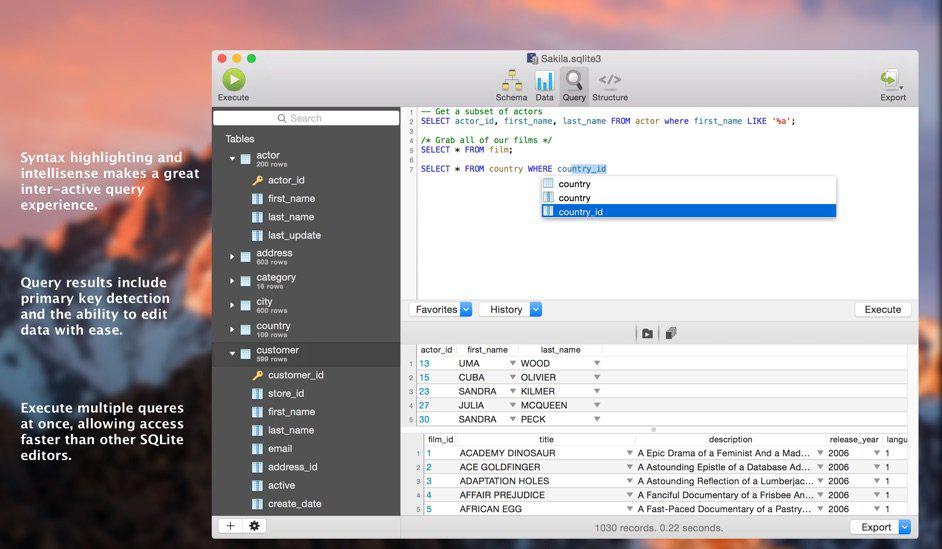 Syntax highlighting and
intellisense makes a great
inter-active query
experience.
Query results include
primary key detection
and the ability to edit
data with ease.
Execute multiple queres
at once, allowing access
faster than other SQLite
editors.
Sakila.sqlite3
Execute
Schema Data Query Structure
Export
Search
Tables
actor
200 rows
actor_id
first_name
last_name
last_update
address
603 rows
category
16 rows
city
600 rows
country
109 rows
customer
599 rows
customer_id
store_id
first_name
last_name
email
address_id
active
create_date
1 -- Get a subset of actors
2 SELECT actor_id, first_name, last_name FROM actor where first_name LIKE '%a';
3
4 /* Grab all of our films */
5 SELECT * FROM film;
6
7 SELECT * FROM country WHERE country_id
country
country
country_id
Favorites History Execute
actor_id first_name last_name
1 13 UMA WOOD
2 15 CUBA OLIVIER
3 23 SANDRA KILMER
4 27 JULIA MCQUEEN
5 30 SANDRA PECK
film_id title description release_year langu
1 1 ACADEMY DINOSAUR A Epic Drama of a Feminist And a Mad... 2006 1
2 2 ACE GOLDFINGER A Astounding Epistle of a Database Ad... 2006 1
3 3 ADAPTATION HOLES A Astounding Reflection of a Lumberjac... 2006 1
4 4 AFFAIR PREJUDICE A Fanciful Documentary of a Frisbee An... 2006 1
5 5 AFRICAN EGG A Fast-Paced Documentary of a Pastry... 2006 1
1030 records. 0.22 seconds.
Export